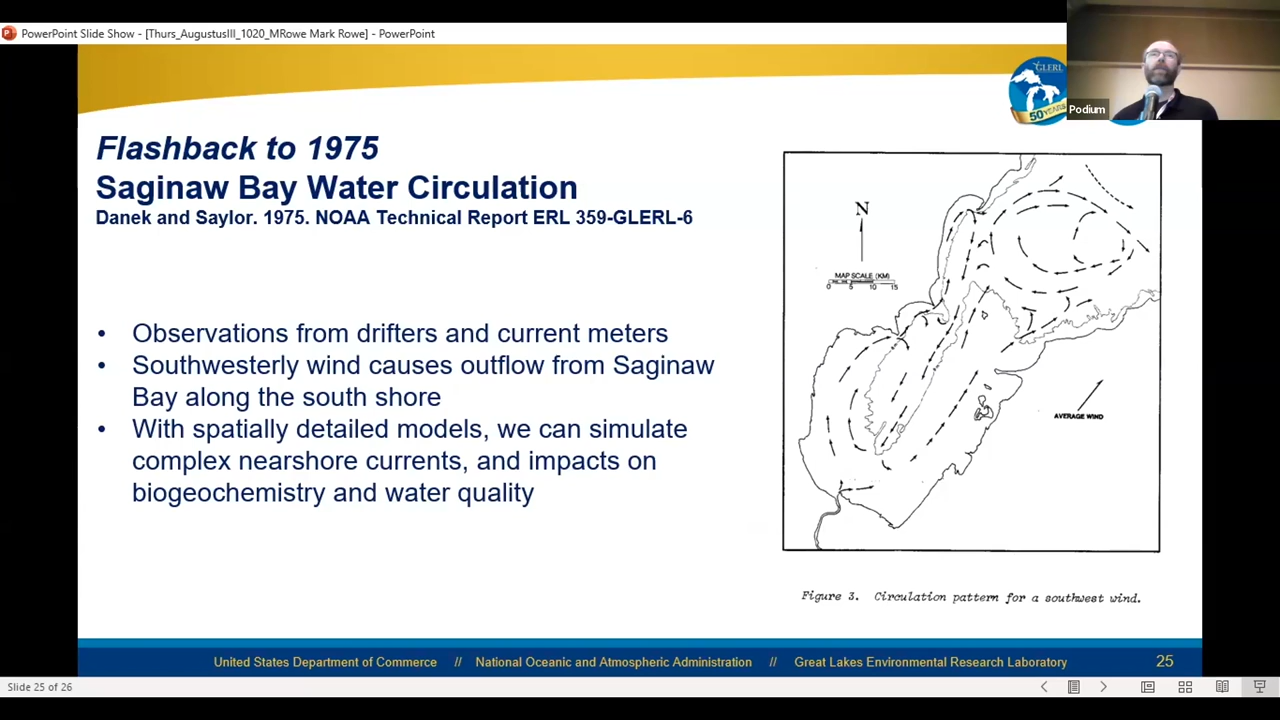 PowerPoint Slide Show - [Thurs_AugustusIII_1020_MRowe Mark Rowe] - PowerPoint
GLERL
50 YEARS
Podium
Flashback to 1975
Saginaw Bay Water Circulation
Danek and Saylor. 1975. NOAA Technical Report ERL 359-GLERL-6
• Observations from drifters and current meters
• Southwesterly wind causes outflow from Saginaw
Bay along the south shore
• With spatially detailed models, we can simulate
complex nearshore currents, and impacts on
biogeochemistry and water quality
N
MAP SCALE (KM)
0 5 10 15
AVERAGE WIND
Figure 3. Circulation pattern for a southwest wind.
United States Department of Commerce // National Oceanic and Atmospheric Administration // Great Lakes Environmental Research Laboratory 25
Slide 25 of 26